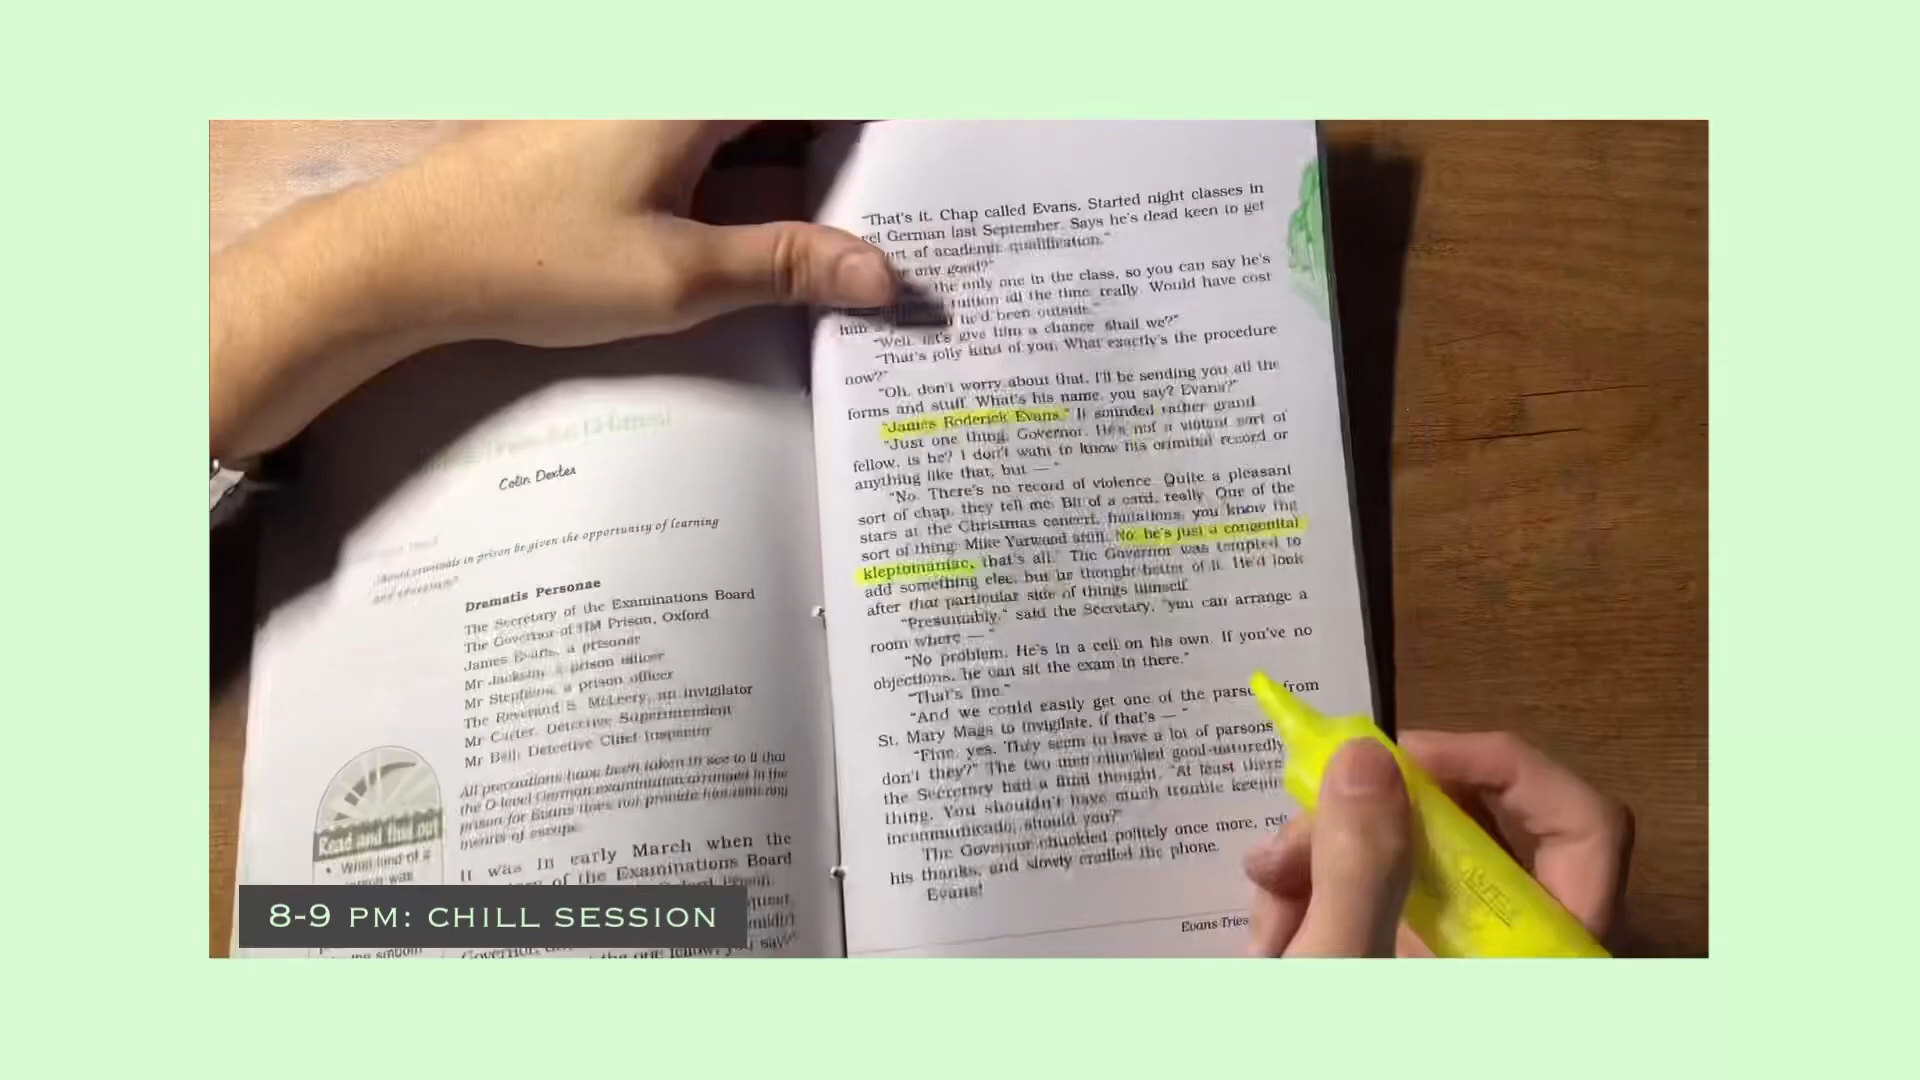 Colin Dexter
criminals in prison be given the opportunity of learning
Dramatis Personae
The Secretary of the Examinations Board
The Governor of HM Prison, Oxford
James Evans, a prisoner
Mr Jackson, a prison officer
Mr Stephens, a prison officer
The Reverend S. McLeery, an invigilator
Mr Carter, Detective Superintendent
Mr Bell, Detective Chief Inspector
All precautions have been taken to see to it that
the O-level German examination arranged in the
prison for Evans does not provide him with any
means of escape.
Read and find out
• What kind of a
person was
It was in early March when the
of the Examinations Board
"That's it. Chap called Evans. Started night classes in
German last September. Says he's dead keen to get
of academic qualification."
any good?"
the only one in the class, so you can say he's
tuition all the time, really. Would have cost
him he'd been outside."
"Well, let's give him a chance, shall we?"
"That's jolly kind of you. What exactly's the procedure
now?"
"Oh, don't worry about that. I'll be sending you all the
forms and stuff. What's his name, you say? Evans?"
"James Roderick Evans." It sounded rather grand.
"Just one thing, Governor. He's not a violent sort of
fellow, is he? I don't want to know his criminal record or
anything like that, but — "
"No. There's no record of violence. Quite a pleasant
sort of chap, they tell me. Bit of a card, really. One of the
stars at the Christmas concert. Imitations, you know the
sort of thing: Mike Yarwood stuff. No, he's just a congenital
kleptomaniac, that's all." The Governor was tempted to
add something else, but he thought better of it. He'd look
after that particular side of things himself.
"Presumably," said the Secretary, "you can arrange a
room where — "
"No problem. He's in a cell on his own. If you've no
objections, he can sit the exam in there."
"That's fine."
"And we could easily get one of the parsons from
St. Mary Mags to invigilate, if that's — "
"Fine, yes. They seem to have a lot of parsons
don't they?" The two men chuckled good-naturedly
the Secretary had a final thought. "At least there
thing. You shouldn't have much trouble keeping
incommunicado, should you?"
The Governor chuckled politely once more,
his thanks, and slowly cradled the phone.
Evans!
Evans Tries
8-9 PM: CHILL SESSION